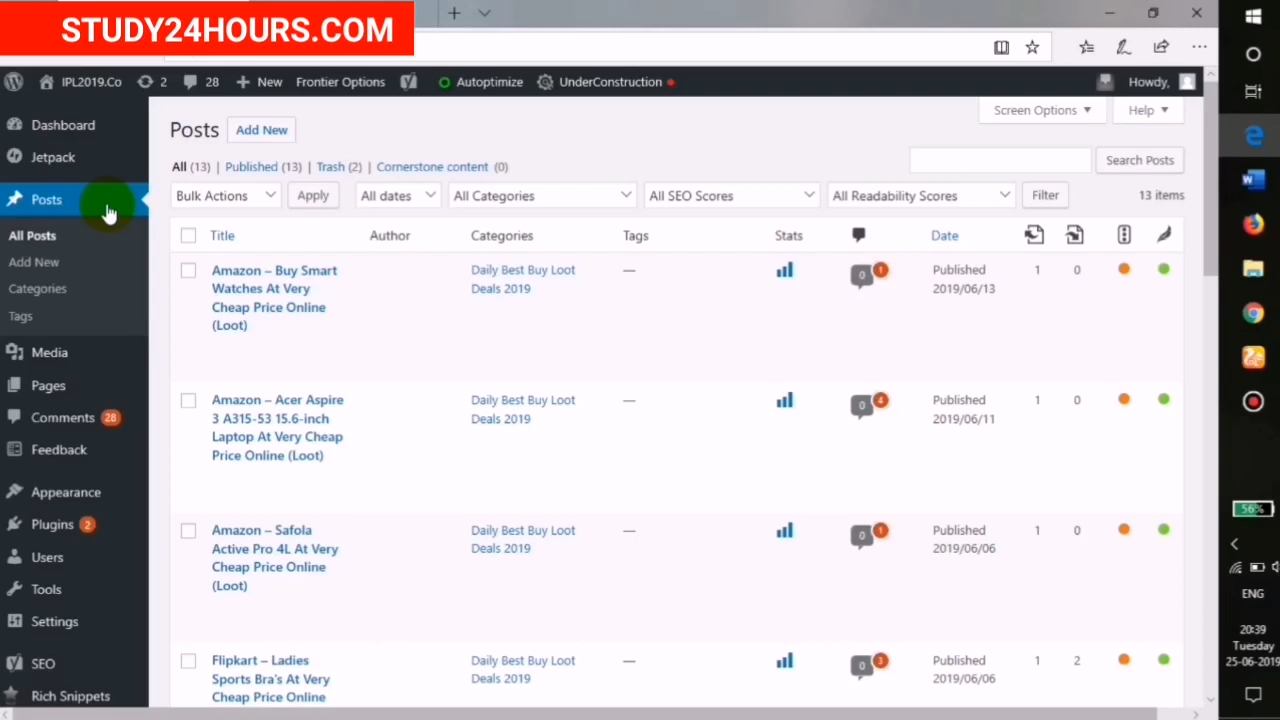 STUDY24HOURS.COM
IPL2019.Co 2 28 New Frontier Options Autoptimize UnderConstruction Howdy,
Dashboard
Jetpack
Posts
All Posts
Add New
Categories
Tags
Media
Pages
Comments 28
Feedback
Appearance
Plugins 2
Users
Tools
Settings
SEO
Rich Snippets
Screen Options Help
Posts Add New
All (13) | Published (13) | Trash (2) | Cornerstone content (0)
Search Posts
Bulk Actions Apply All dates All Categories All SEO Scores All Readability Scores Filter 13 items
Title Author Categories Tags Stats Date
Amazon – Buy Smart
Watches At Very
Cheap Price Online
(Loot)
Daily Best Buy Loot
Deals 2019
—
0 1
Published
2019/06/13
1 0
Amazon – Acer Aspire
3 A315-53 15.6-inch
Laptop At Very Cheap
Price Online (Loot)
Daily Best Buy Loot
Deals 2019
—
0 4
Published
2019/06/11
1 0
Amazon – Safola
Active Pro 4L At Very
Cheap Price Online
(Loot)
Daily Best Buy Loot
Deals 2019
—
0 1
Published
2019/06/06
1 0
Flipkart – Ladies
Sports Bra's At Very
Cheap Price Online
Daily Best Buy Loot
Deals 2019
—
0 3
Published
2019/06/06
1 2
56%
ENG
20:39
Tuesday
25-06-2019